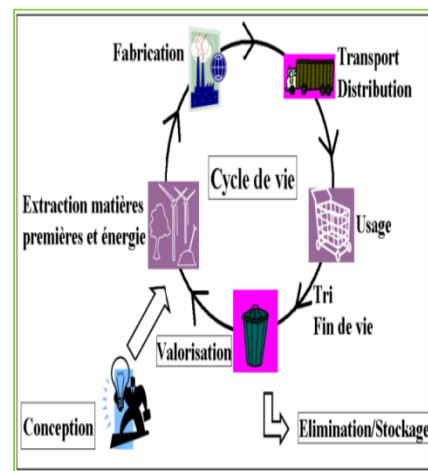 Fabrication
Transport
Distribution
Cycle de vie
Extraction matières
premières et énergie
Usage
Tri
Fin de vie
Valorisation
Conception
Elimination/Stockage